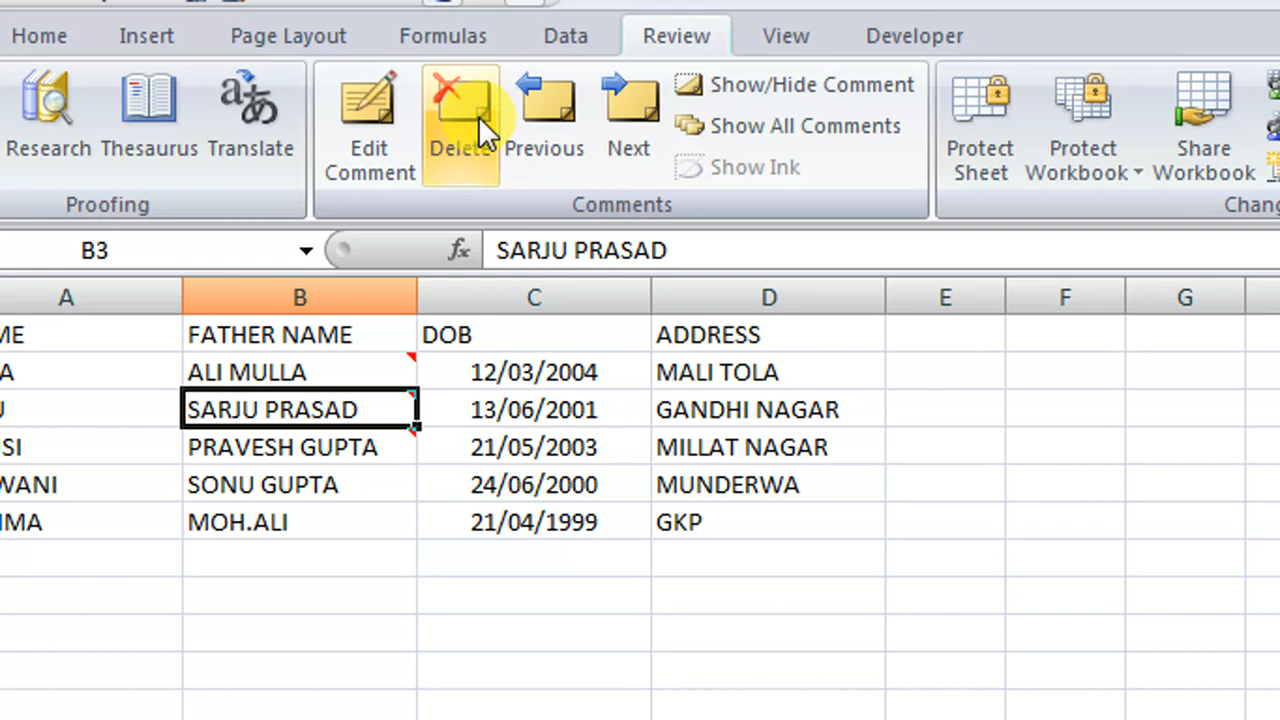 Home Insert Page Layout Formulas Data Review View Developer
Research Thesaurus Translate Edit Comment Delete Previous Next Show/Hide Comment
Show All Comments
Show Ink
Protect Sheet Protect Workbook Share Workbook
Proofing Comments
B3 fx SARJU PRASAD
A B C D E F G
ME FATHER NAME DOB ADDRESS
A ALI MULLA 12/03/2004 MALI TOLA
SARJU PRASAD 13/06/2001 GANDHI NAGAR
SI PRAVESH GUPTA 21/05/2003 MILLAT NAGAR
WANI SONU GUPTA 24/06/2000 MUNDERWA
MA MOH.ALI 21/04/1999 GKP